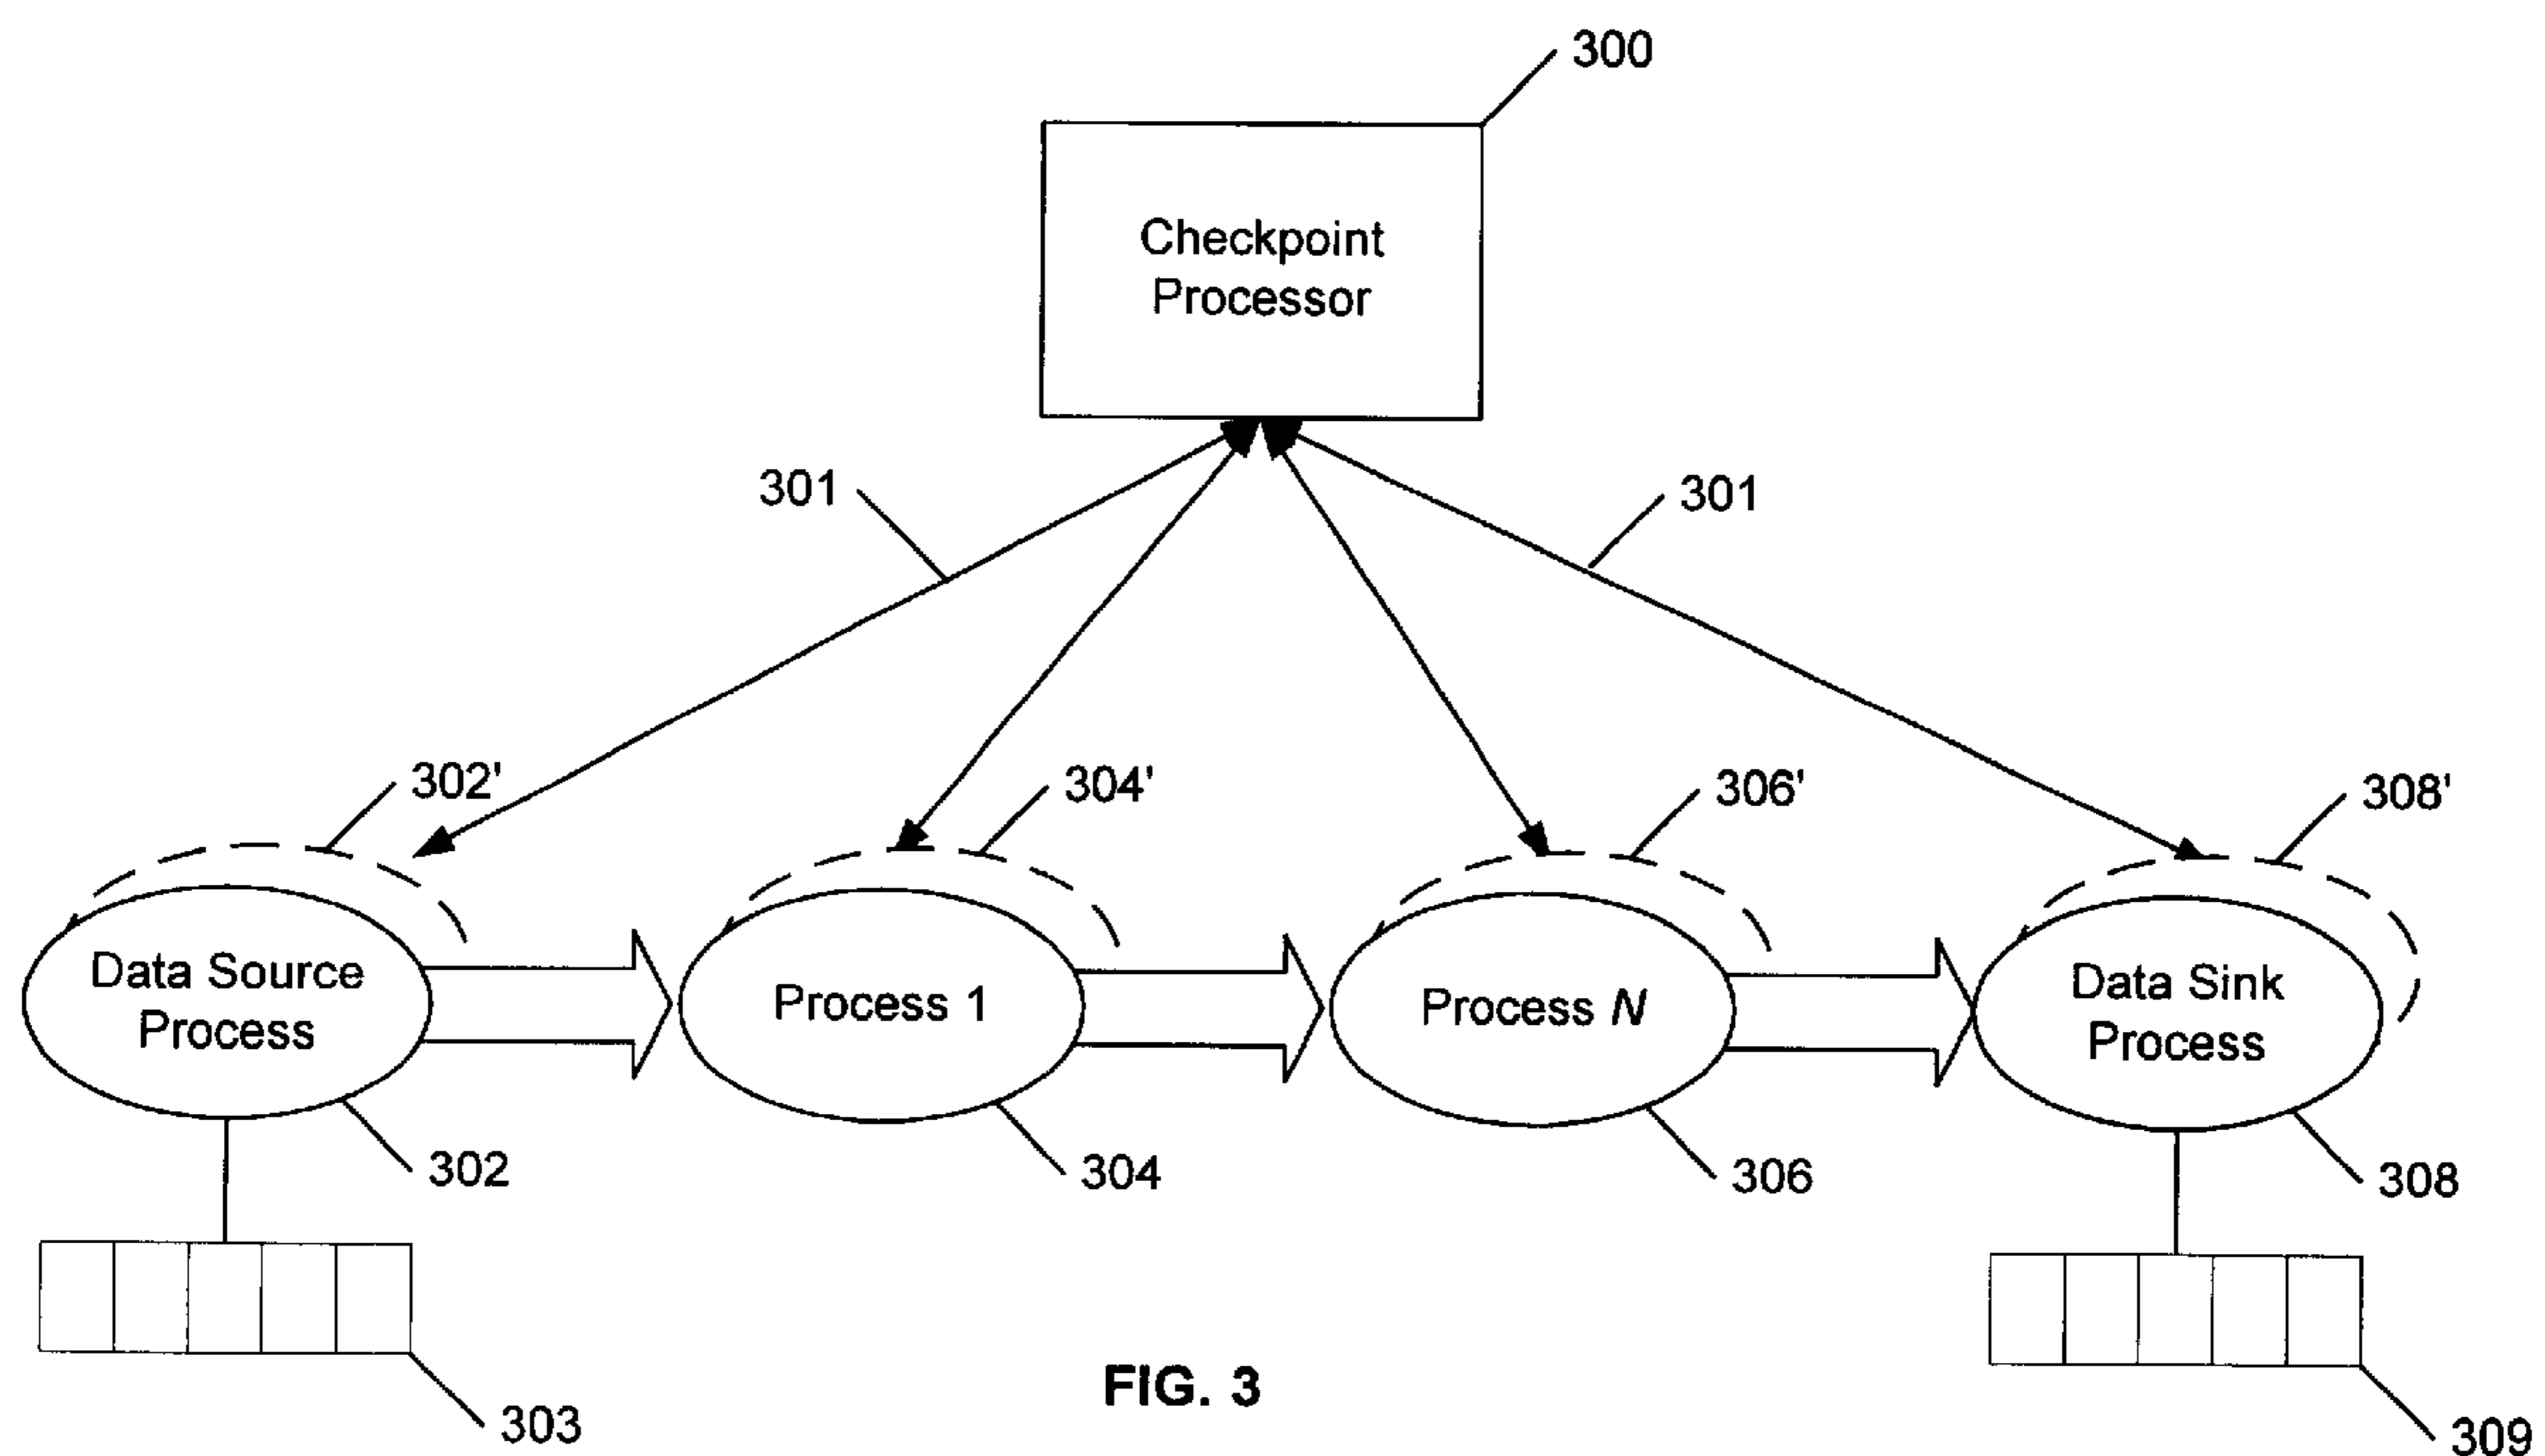 300
Checkpoint
Processor
301
301
302'
304'
306'
308'
Data Source
Process
Process 1
Process N
Data Sink
Process
302
304
306
308
303
FIG. 3
309